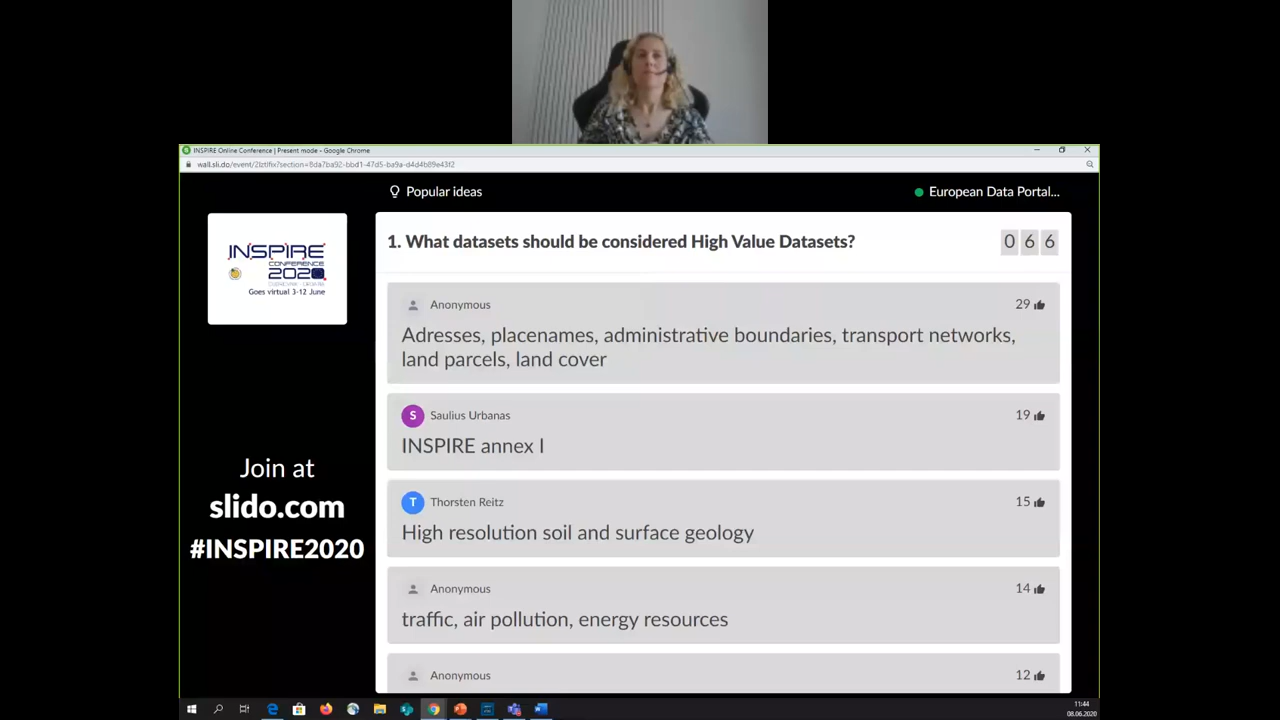 INSPIRE Online Conference | Present mode - Google Chrome
Popular ideas
European Data Portal...
INSPIRE
CONFERENCE
2020
Goes virtual 3-12 June
1. What datasets should be considered High Value Datasets?
066
Anonymous
29
Adresses, placenames, administrative boundaries, transport networks,
land parcels, land cover
S
Saulius Urbanas
19
INSPIRE annex I
T
Thorsten Reitz
15
High resolution soil and surface geology
Anonymous
14
traffic, air pollution, energy resources
Anonymous
12
Join at
slido.com
#INSPIRE2020
11:44
08.06.2020